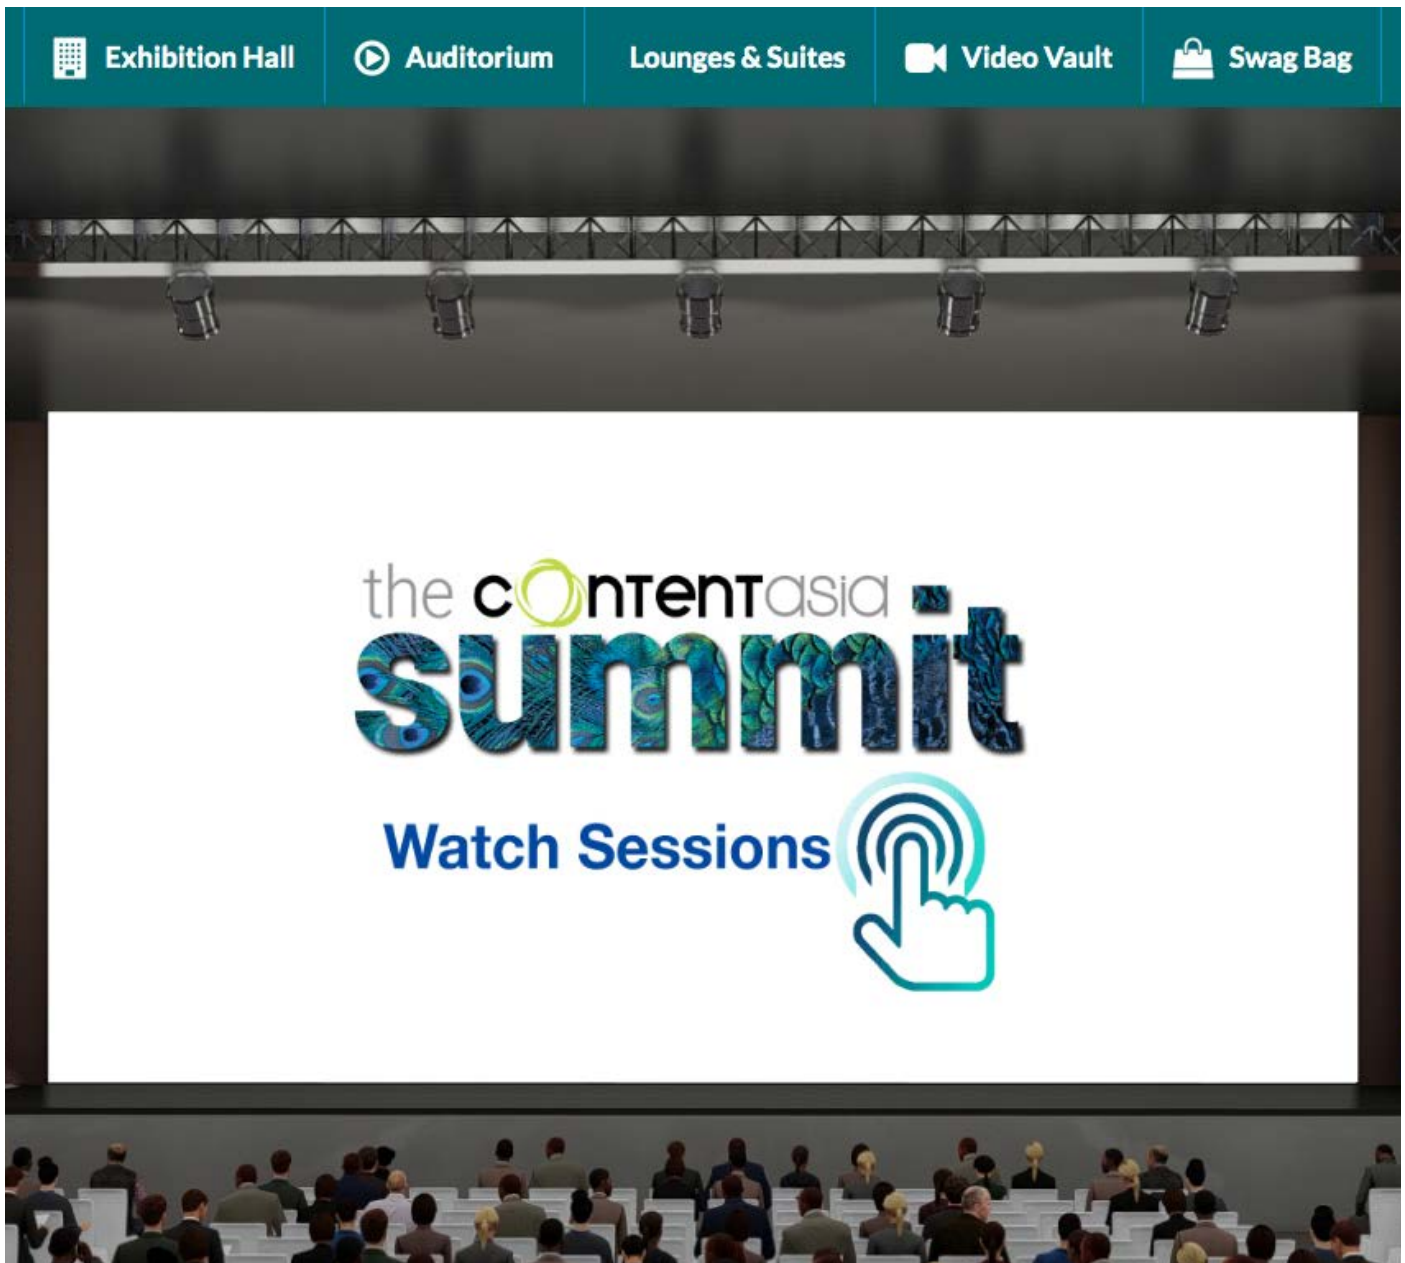 Exhibition Hall
Auditorium
Lounges & Suites
Video Vault
Swag Bag
the contentasia
summit
Watch Sessions